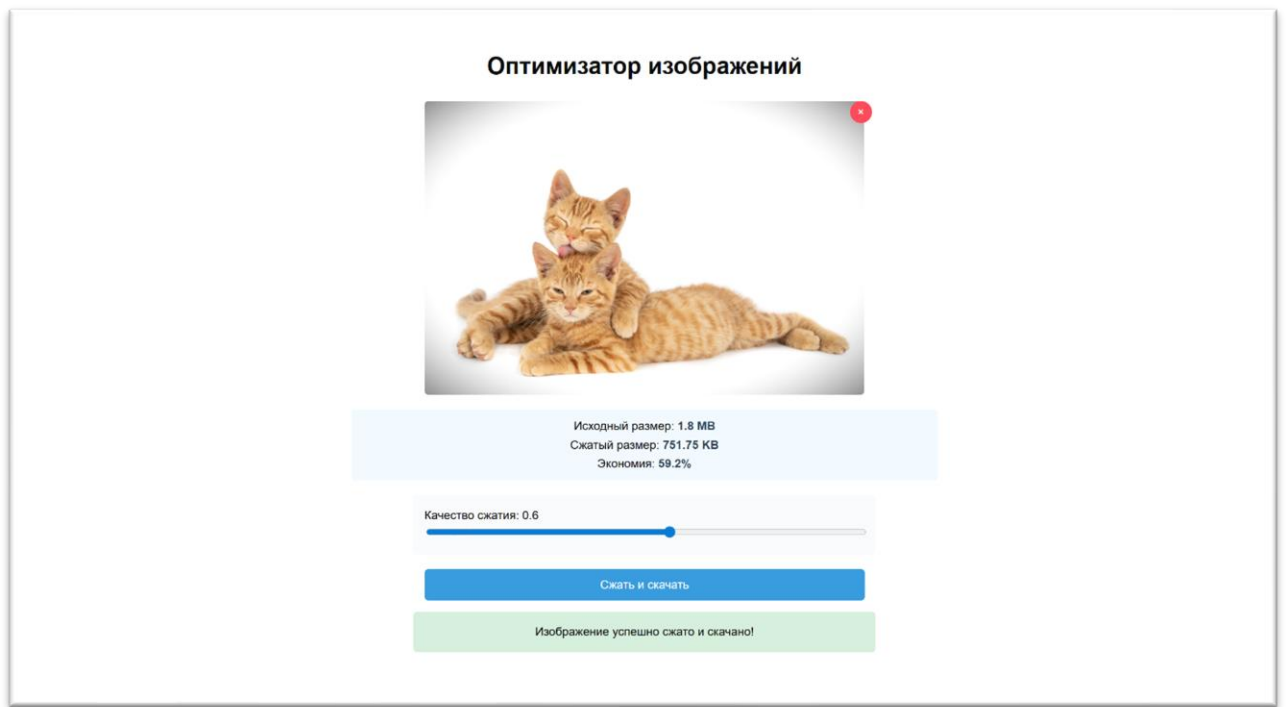 Оптимизатор изображений
×
Исходный размер: 1.8 MB
Сжатый размер: 751.75 KB
Экономия: 59.2%
Качество сжатия: 0.6
Сжать и скачать
Изображение успешно сжато и скачано!